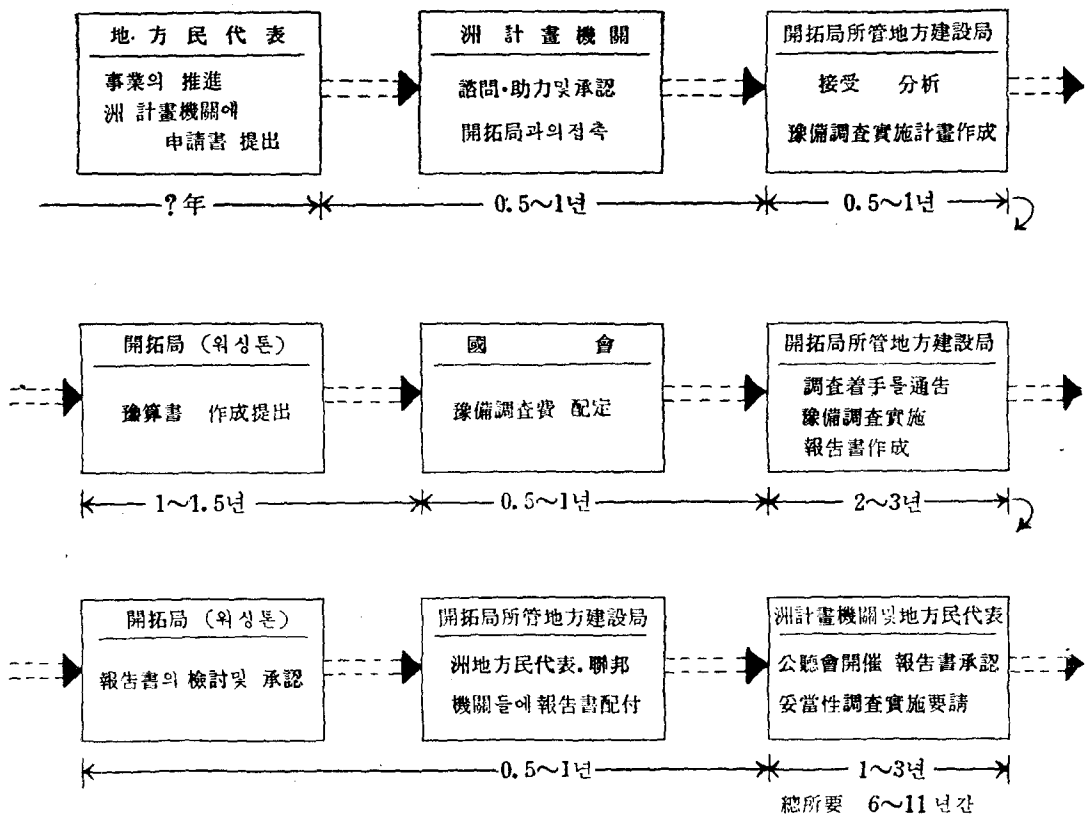 地方民代表
事業의 推進
洲 計畫機關에
申請書 提出
洲計畫機關
諮問·助力및承認
開拓局과의접촉
開拓局所管地方建設局
接受 分析
豫備調査實施計畫作成
?年
0.5~1년
0.5~1년
開拓局 (워싱톤)
豫算書 作成提出
國 會
豫備調査費 配定
開拓局所管地方建設局
調査着手를通告
豫備調査實施
報告書作成
1~1.5년
0.5~1년
2~3년
開拓局 (워싱톤)
報告書의檢討및 承認
開拓局所管地方建設局
洲地方民代表.聯邦
機關들에報告書配付
洲計畫機關및地方民代表
公聽會開催 報告書承認
妥當性調査實施要請
0.5~1년
1~3년
總所要 6~11년간